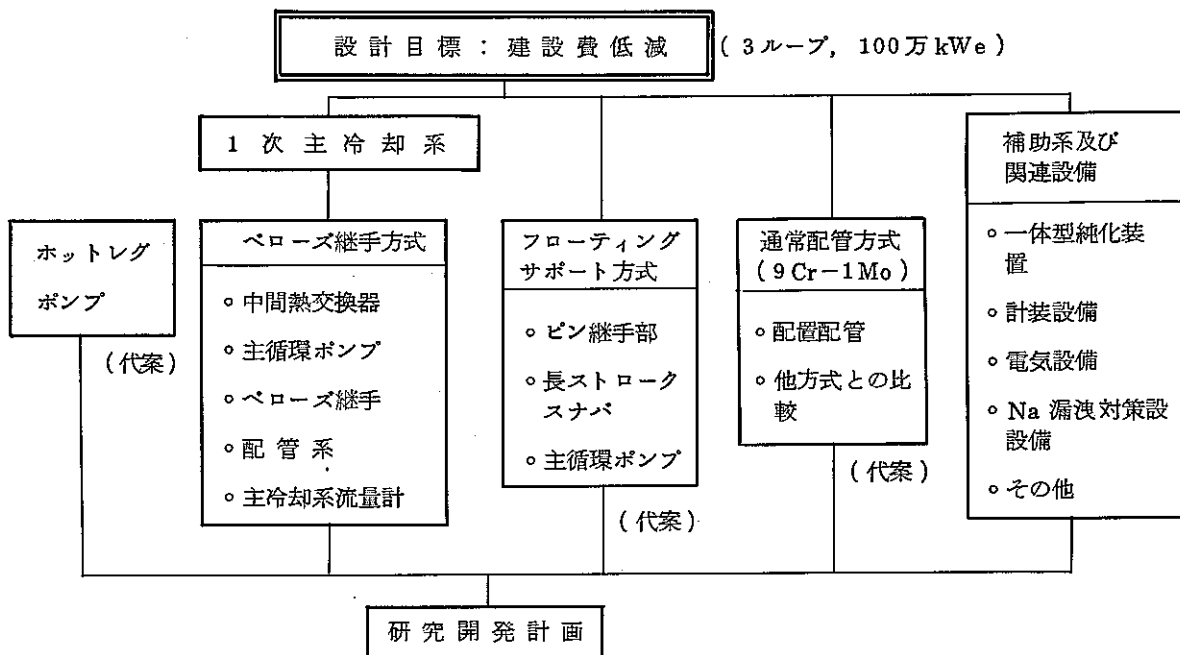 設計目標：建設費低減 (3ループ, 100万kWe)
1次主冷却系
ホットレグ
ポンプ
(代案)
ベローズ継手方式
○中間熱交換器
○主循環ポンプ
○ベローズ継手
○配管系
○主冷却系流量計
フローティング
サポート方式
○ピン継手部
○長ストローク
スナバ
○主循環ポンプ
(代案)
通常配管方式
(9Cr-1Mo)
○配置配管
○他方式との比
較
(代案)
補助系及び
関連設備
○一体型純化装
置
○計装設備
○電気設備
○Na漏洩対策設
設備
○その他
研究開発計画